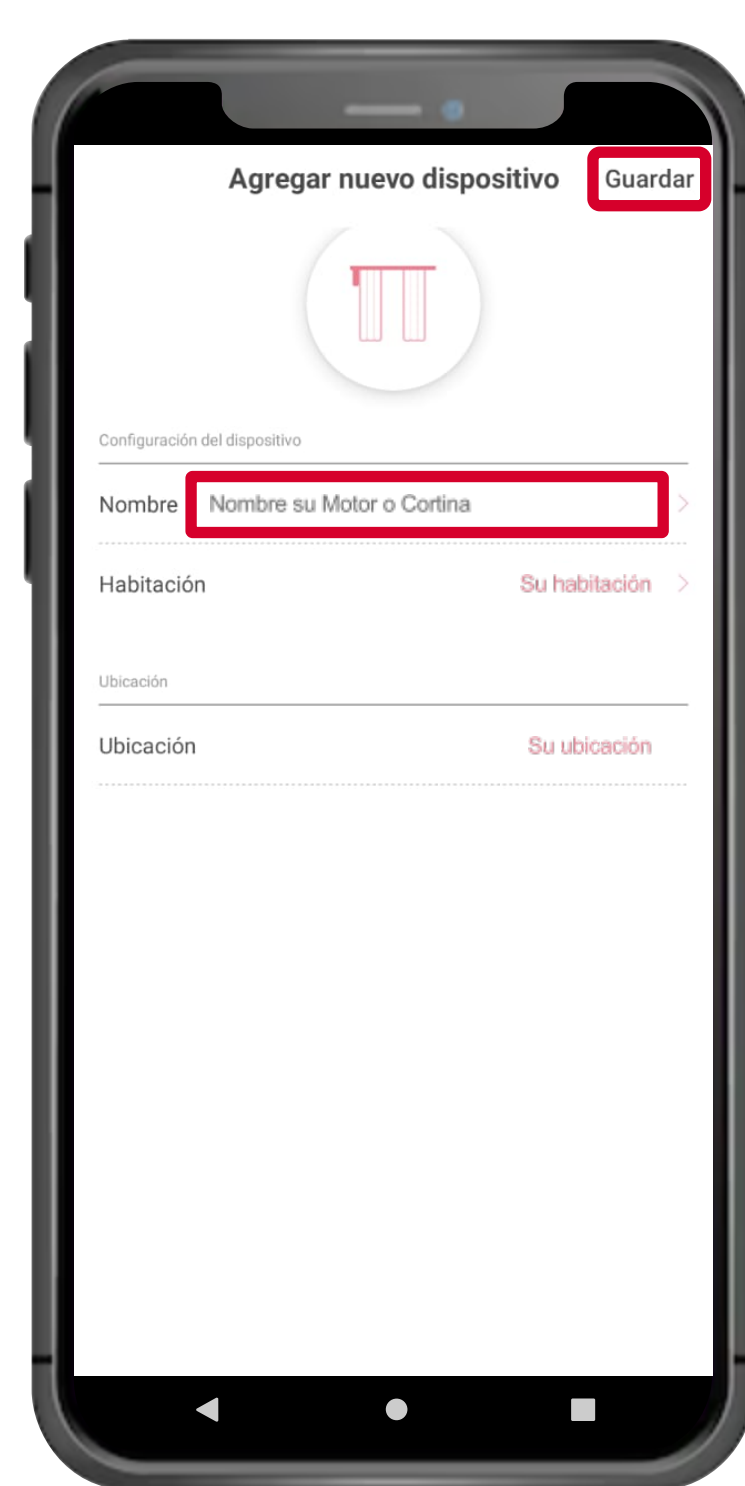 Agregar nuevo dispositivo Guardar
Configuración del dispositivo
Nombre Nombre su Motor o Cortina
Habitación Su habitación
Ubicación
Ubicación Su ubicación